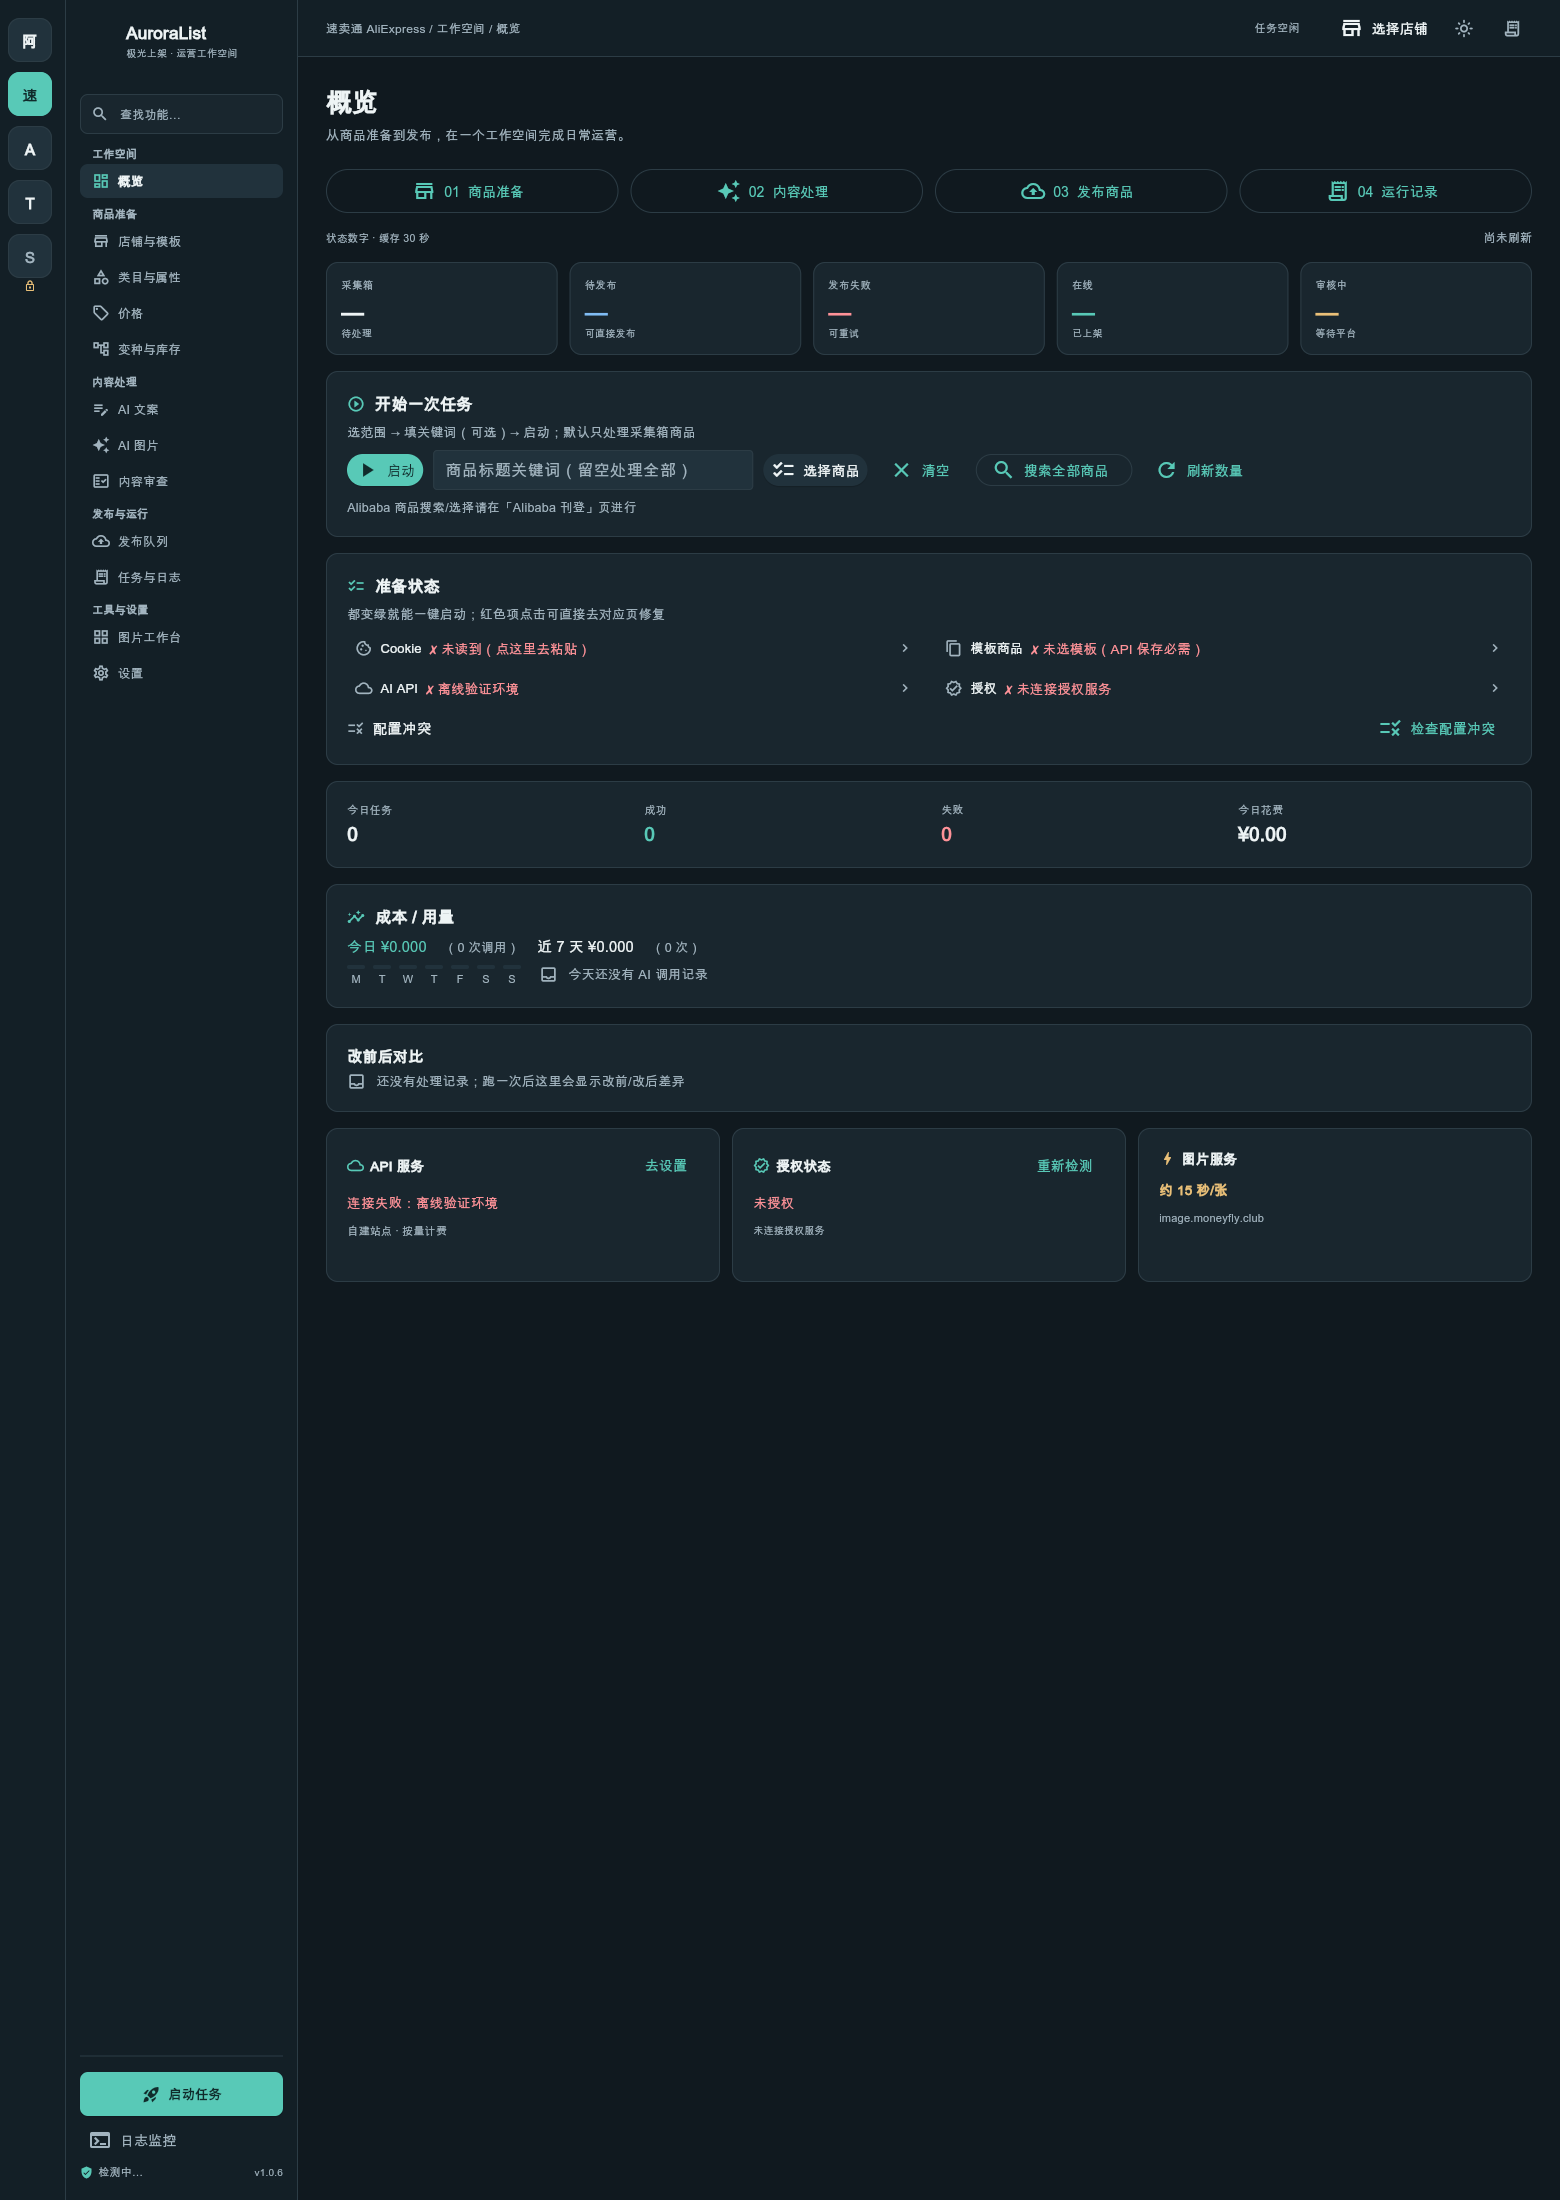 阿
速
A
T
S
AuroraList
极光上架 · 运营工作空间
查找功能...
工作空间
概览
商品准备
店铺与模板
类目与属性
价格
变种与库存
内容处理
AI 文案
AI 图片
内容审查
发布与运行
发布队列
任务与日志
工具与设置
图片工作台
设置
启动任务
日志监控
检测中... v1.0.6
速卖通 AliExpress / 工作空间 / 概览 任务空闲 选择店铺
概览
从商品准备到发布，在一个工作空间完成日常运营。
01 商品准备 02 内容处理 03 发布商品 04 运行记录
状态数字 · 缓存 30 秒 尚未刷新
采集箱 待发布 发布失败 在线 审核中
— — — — —
待处理 可直接发布 可重试 已上架 等待平台
开始一次任务
选范围 → 填关键词（可选）→ 启动；默认只处理采集箱商品
启动 商品标题关键词（留空处理全部） 选择商品 清空 搜索全部商品 刷新数量
Alibaba 商品搜索/选择请在「Alibaba 刊登」页进行
准备状态
都变绿就能一键启动；红色项点击可直接去对应页修复
Cookie ✗ 未读到（点这里去粘贴） 模板商品 ✗ 未选模板（API 保存必需）
AI API ✗ 离线验证环境 授权 ✗ 未连接授权服务
配置冲突 检查配置冲突
今日任务 成功 失败 今日花费
0 0 0 ¥0.00
成本 / 用量
今日 ¥0.000 （0 次调用） 近 7 天 ¥0.000 （0 次）
M T W T F S S 今天还没有 AI 调用记录
改前后对比
还没有处理记录；跑一次后这里会显示改前/改后差异
API 服务 去设置
连接失败：离线验证环境
自建站点 · 按量计费
授权状态 重新检测
未授权
未连接授权服务
图片服务
约 15 秒/张
image.moneyfly.club